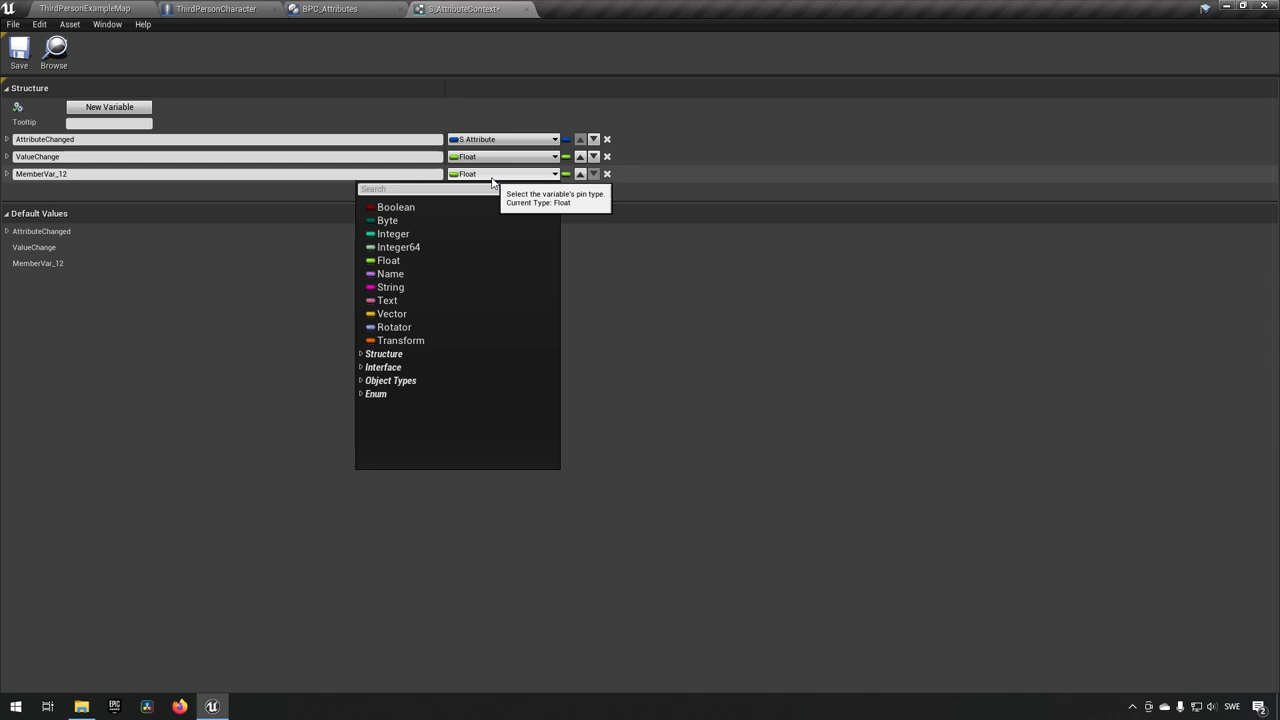 ThirdPersonExampleMap
ThirdPersonCharacter
BPC_Attributes
S_AttributeContext*
File Edit Asset Window Help
Save Browse
Structure
New Variable
Tooltip
AttributeChanged S Attribute
ValueChange Float
MemberVar_12 Float
Search
Select the variable's pin type.
Current Type: Float
Boolean
Byte
Integer
Integer64
Float
Name
String
Text
Vector
Rotator
Transform
Structure
Interface
Object Types
Enum
Default Values
AttributeChanged
ValueChange
MemberVar_12
EPIC
SWE
2